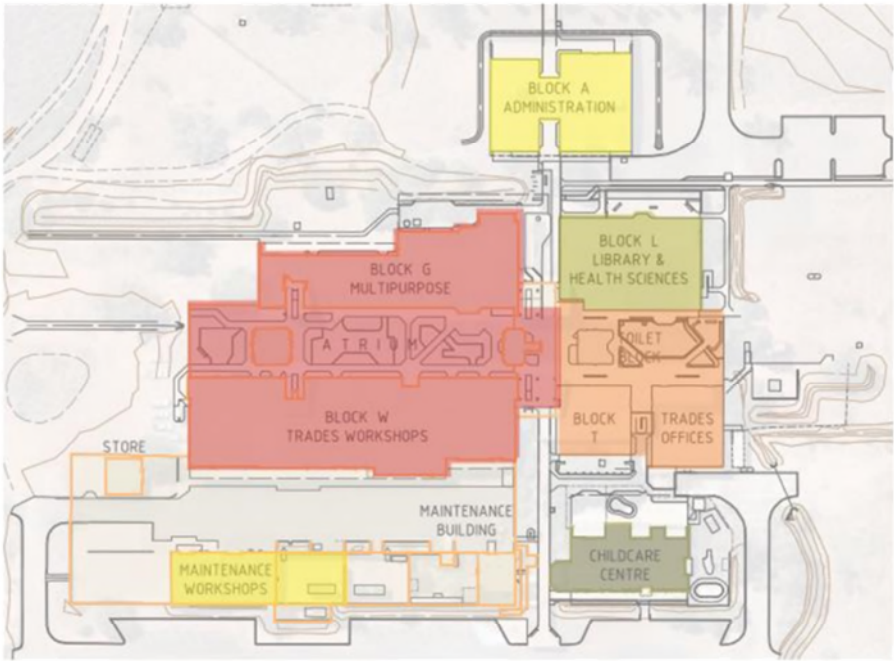 BLOCK A
ADMINISTRATION
BLOCK L
LIBRARY &
HEALTH SCIENCES
BLOCK G
MULTIPURPOSE
ATRIUM
TOILET
BLOCK
BLOCK W
TRADES WORKSHOPS
BLOCK
T
TRADES
OFFICES
STORE
MAINTENANCE
BUILDING
MAINTENANCE
WORKSHOPS
CHILDCARE
CENTRE